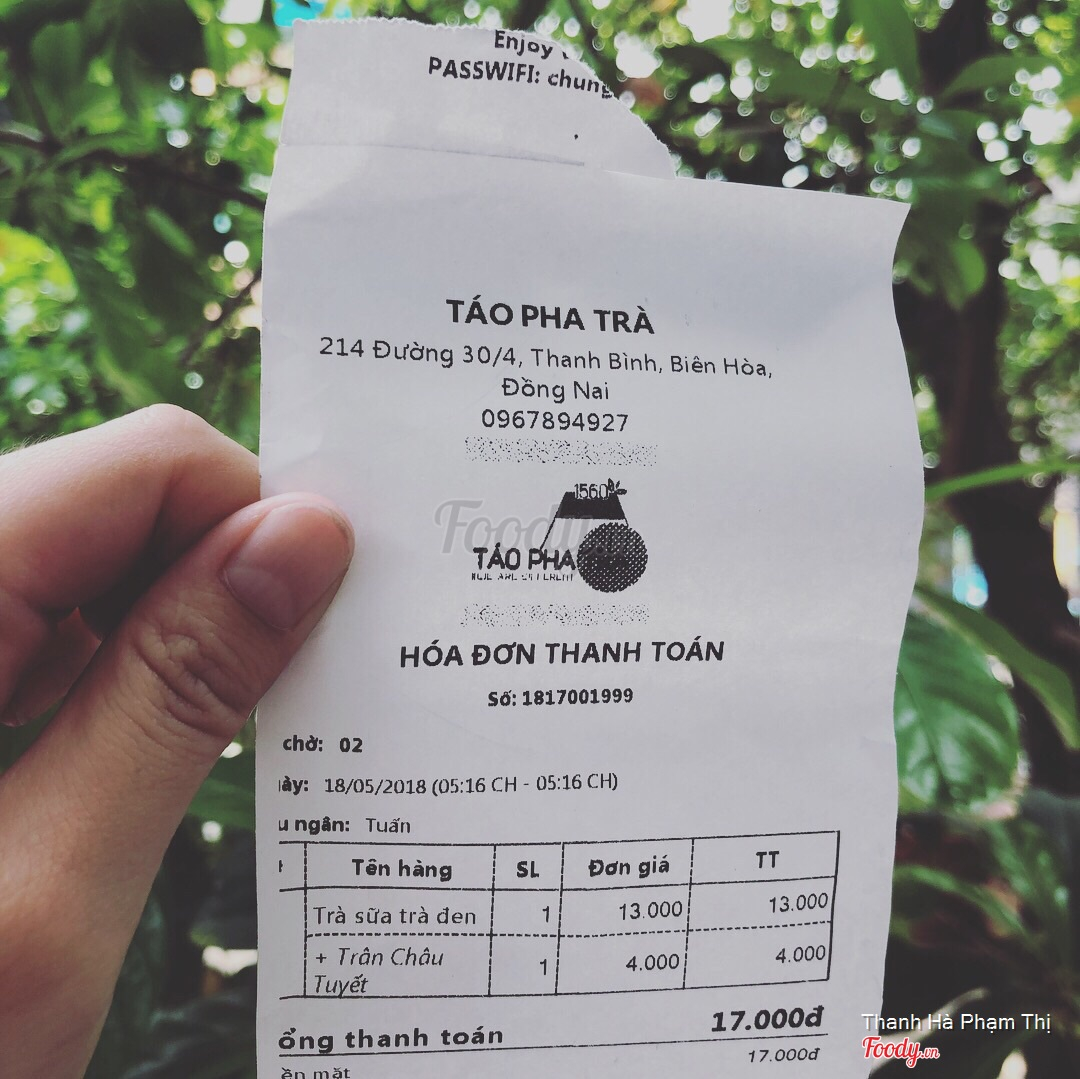 Enjoy
PASSWIFI: chung
TÁO PHA TRÀ
214 Đường 30/4, Thanh Bình, Biên Hòa,
Đồng Nai
0967894927
1560
Foody
TÁO PHA
HÓA ĐƠN THANH TOÁN
Số: 1817001999
chờ: 02
ày: 18/05/2018 (05:16 CH - 05:16 CH)
u ngân: Tuấn
Tên hàng SL Đơn giá TT
Trà sữa trà đen 1 13.000 13.000
+ Trân Châu Tuyết 1 4.000 4.000
ổng thanh toán 17.000đ
ền mặt 17.000đ
Thanh Hà Phạm Thị
Foody.vn